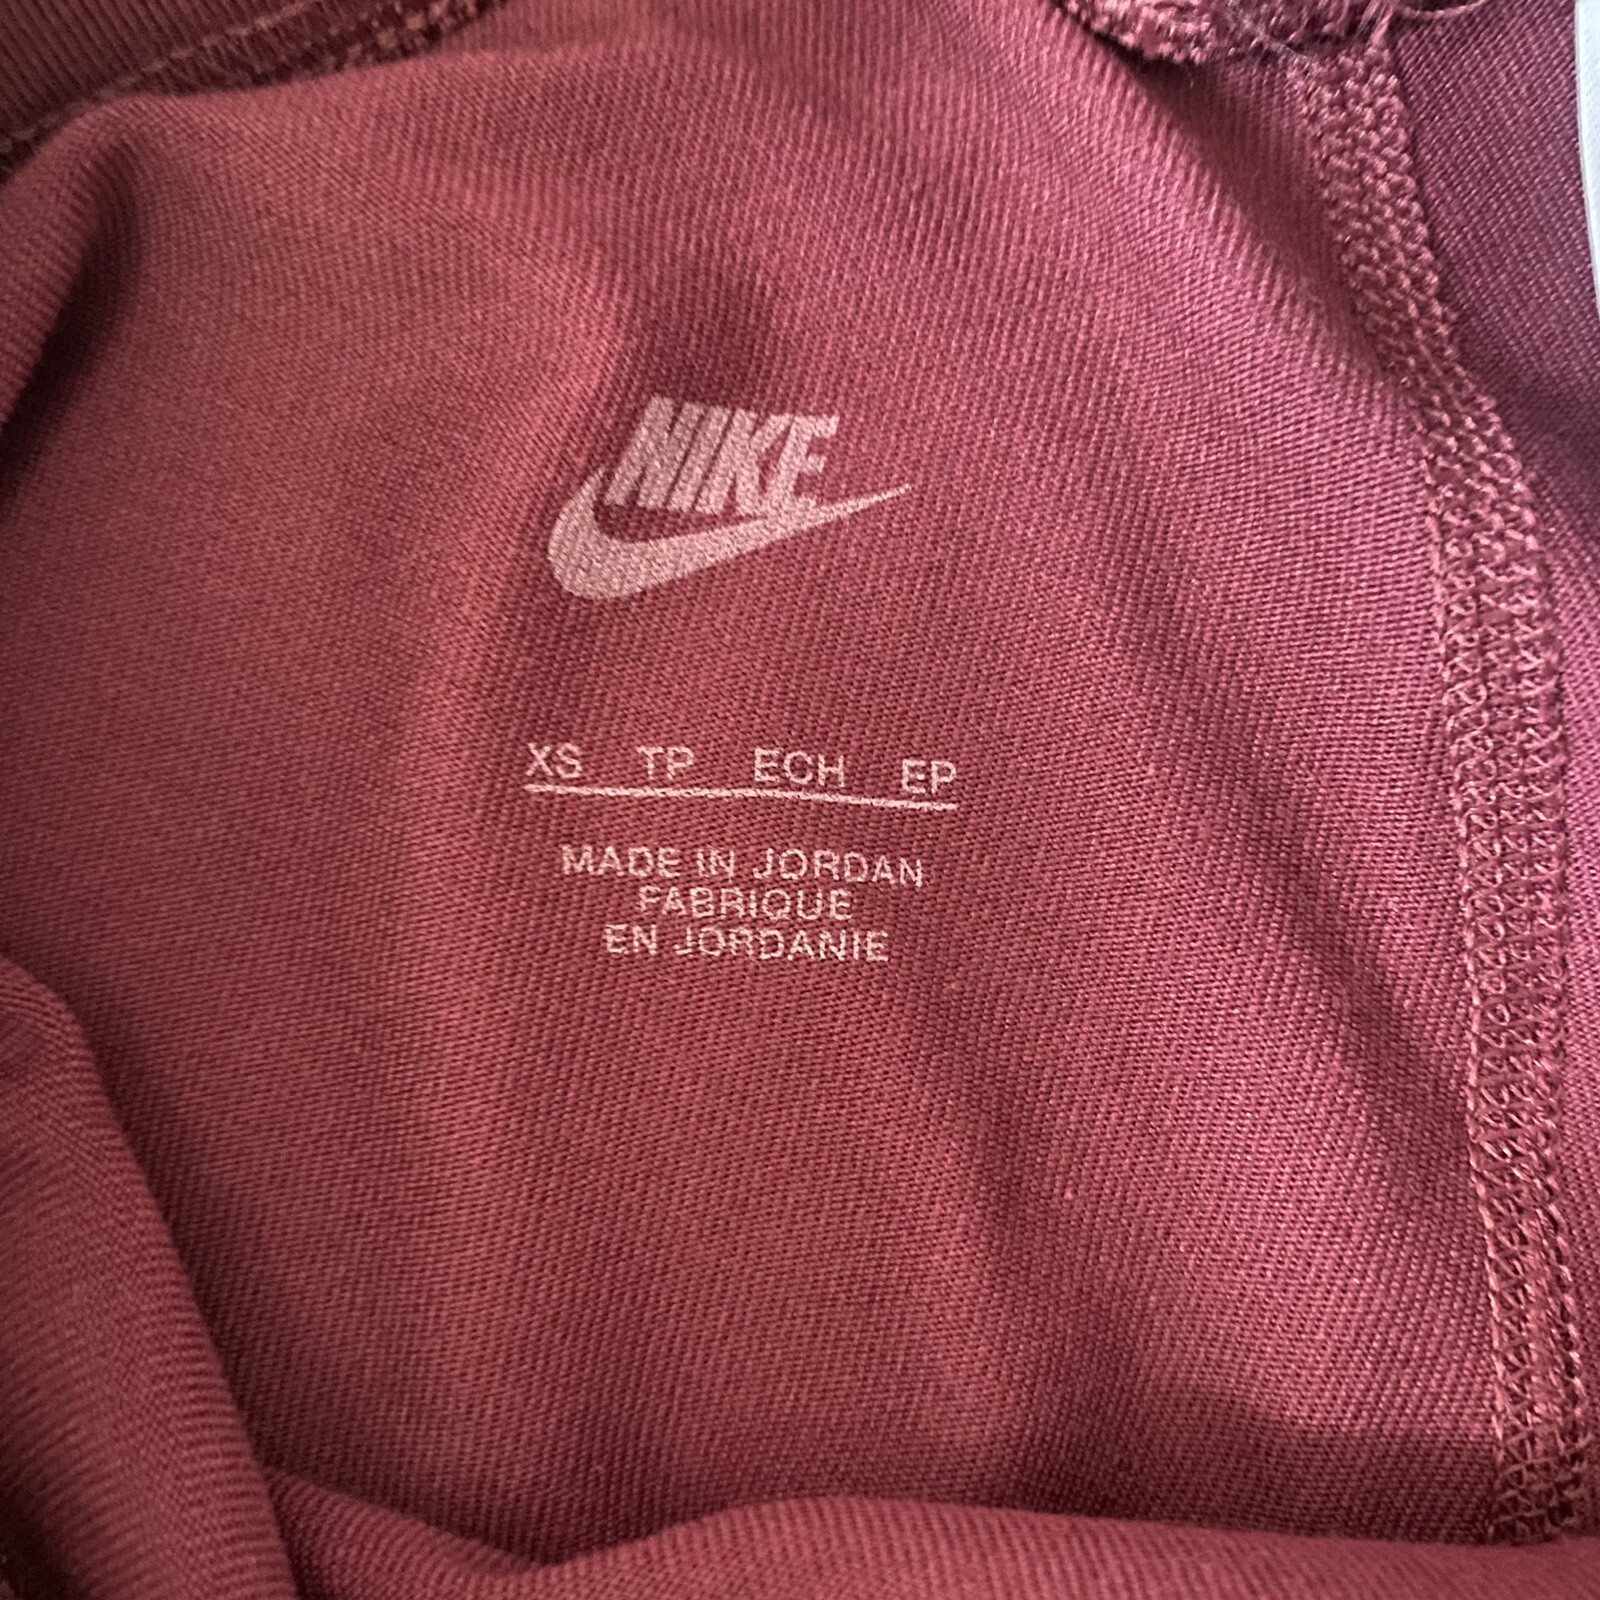 NIKE
XS TP ECH EP
MADE IN JORDAN
FABRIQUE
EN JORDANIE